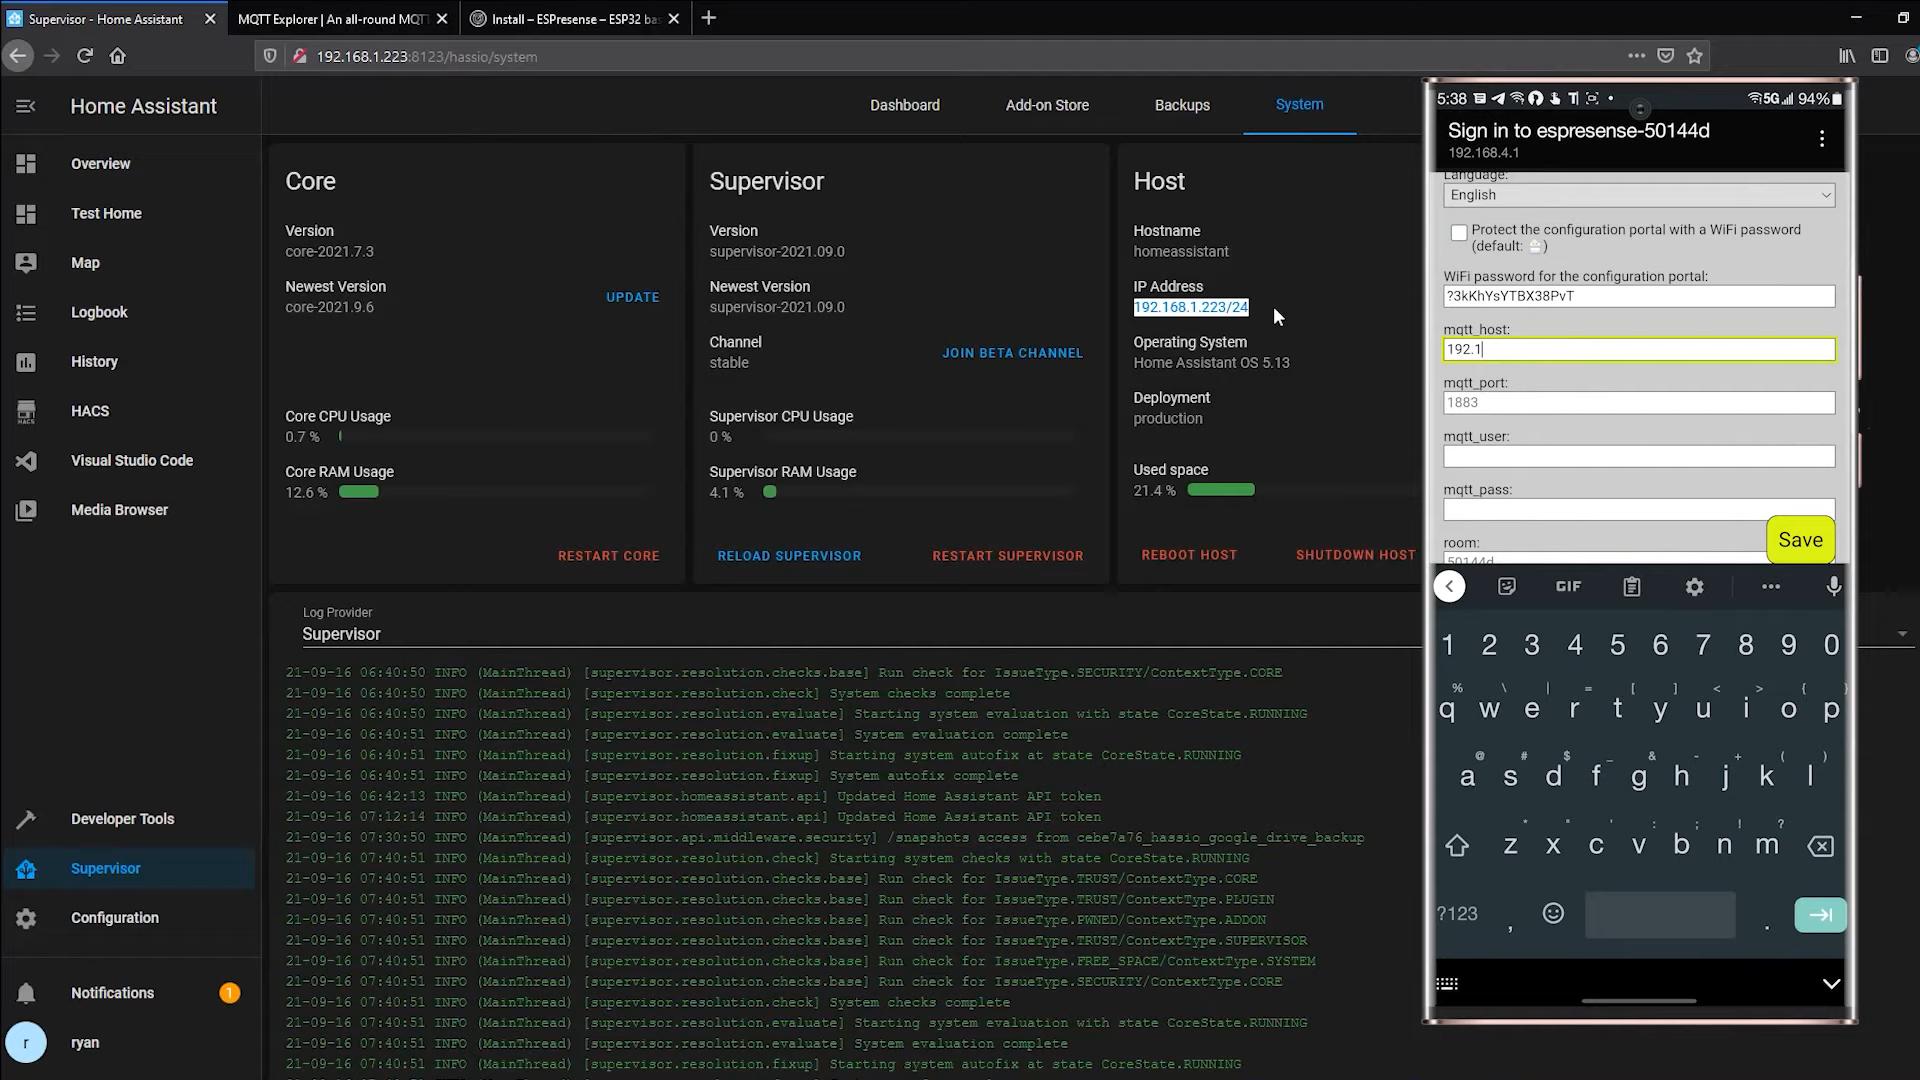 Supervisor - Home Assistant
MQTT Explorer | An all-round MQTT
Install – ESPresense – ESP32 bas
192.168.1.223:8123/hassio/system
Home Assistant
Dashboard
Add-on Store
Backups
System
Overview
Test Home
Map
Logbook
History
HACS
Visual Studio Code
Media Browser
Developer Tools
Supervisor
Configuration
Notifications
1
r
ryan
Core
Version
core-2021.7.3
Newest Version
core-2021.9.6
UPDATE
Core CPU Usage
0.7 %
Core RAM Usage
12.6 %
RESTART CORE
Supervisor
Version
supervisor-2021.09.0
Newest Version
supervisor-2021.09.0
Channel
stable
JOIN BETA CHANNEL
Supervisor CPU Usage
0 %
Supervisor RAM Usage
4.1 %
RELOAD SUPERVISOR
RESTART SUPERVISOR
Host
Hostname
homeassistant
IP Address
192.168.1.223/24
Operating System
Home Assistant OS 5.13
Deployment
production
Used space
21.4 %
REBOOT HOST
SHUTDOWN HOST
Log Provider
Supervisor
21-09-16 06:40:50 INFO (MainThread) [supervisor.resolution.checks.base] Run check for IssueType.SECURITY/ContextType.CORE
21-09-16 06:40:50 INFO (MainThread) [supervisor.resolution.check] System checks complete
21-09-16 06:40:50 INFO (MainThread) [supervisor.resolution.evaluate] Starting system evaluation with state CoreState.RUNNING
21-09-16 06:40:51 INFO (MainThread) [supervisor.resolution.evaluate] System evaluation complete
21-09-16 06:40:51 INFO (MainThread) [supervisor.resolution.fixup] Starting system autofix at state CoreState.RUNNING
21-09-16 06:40:51 INFO (MainThread) [supervisor.resolution.fixup] System autofix complete
21-09-16 06:42:13 INFO (MainThread) [supervisor.homeassistant.api] Updated Home Assistant API token
21-09-16 07:12:14 INFO (MainThread) [supervisor.homeassistant.api] Updated Home Assistant API token
21-09-16 07:30:50 INFO (MainThread) [supervisor.api.middleware.security] /snapshots access from cebe7a76_hassio_google_drive_backup
21-09-16 07:40:51 INFO (MainThread) [supervisor.resolution.check] Starting system checks with state CoreState.RUNNING
21-09-16 07:40:51 INFO (MainThread) [supervisor.resolution.checks.base] Run check for IssueType.TRUST/ContextType.CORE
21-09-16 07:40:51 INFO (MainThread) [supervisor.resolution.checks.base] Run check for IssueType.TRUST/ContextType.PLUGIN
21-09-16 07:40:51 INFO (MainThread) [supervisor.resolution.checks.base] Run check for IssueType.PWNED/ContextType.ADDON
21-09-16 07:40:51 INFO (MainThread) [supervisor.resolution.checks.base] Run check for IssueType.TRUST/ContextType.SUPERVISOR
21-09-16 07:40:51 INFO (MainThread) [supervisor.resolution.checks.base] Run check for IssueType.FREE_SPACE/ContextType.SYSTEM
21-09-16 07:40:51 INFO (MainThread) [supervisor.resolution.checks.base] Run check for IssueType.SECURITY/ContextType.CORE
21-09-16 07:40:51 INFO (MainThread) [supervisor.resolution.check] System checks complete
21-09-16 07:40:51 INFO (MainThread) [supervisor.resolution.evaluate] Starting system evaluation with state CoreState.RUNNING
21-09-16 07:40:51 INFO (MainThread) [supervisor.resolution.evaluate] System evaluation complete
21-09-16 07:40:51 INFO (MainThread) [supervisor.resolution.fixup] Starting system autofix at state CoreState.RUNNING
5:38
5G
94%
Sign in to espresense-50144d
192.168.4.1
Language:
English
Protect the configuration portal with a WiFi password
(default: )
WiFi password for the configuration portal:
?3kKhYsYTBX38PvT
mqtt_host:
192.1
mqtt_port:
1883
mqtt_user:
mqtt_pass:
room:
50144d
Save
GIF
1 2 3 4 5 6 7 8 9 0
% \ | = [ ] < > { }
q w e r t y u i o p
@ # $ _ & - + ( )
a s d f g h j k l
* " ' : ; ! ?
z x c v b n m
?123 , .